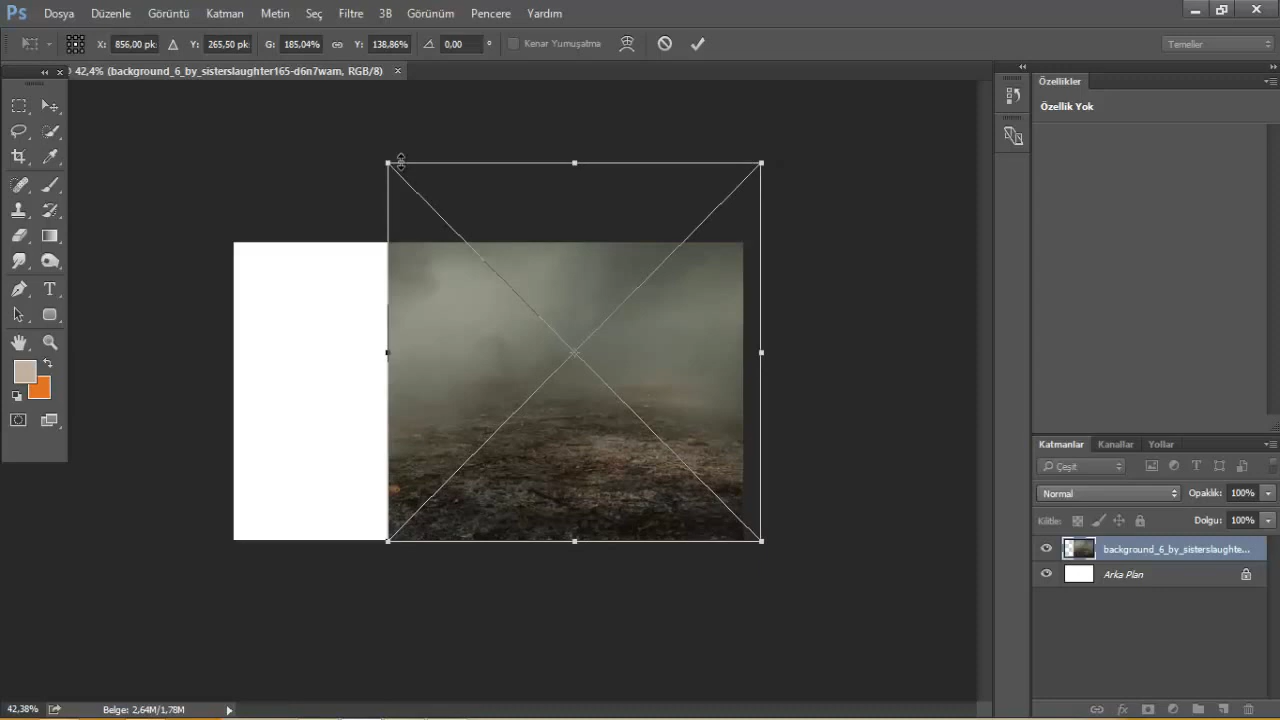 Ps Dosya Düzenle Görüntü Katman Metin Seç Filtre 3B Görünüm Pencere Yardım
X: 856,00 pk Y: 265,50 pk G: 185,04% Y: 138,86% 0,00 ° Kenar Yumuşatma Temeller
42,4% (background_6_by_sisterslaughter165-d6n7wam, RGB/8) ×
Özellikler
Özellik Yok
Katmanlar Kanallar Yollar
Çeşit
Normal Opaklık: 100%
Kilitle: Dolgu: 100%
background_6_by_sisterslaughte...
Arka Plan
42,38% Belge: 2,64M/1,78M